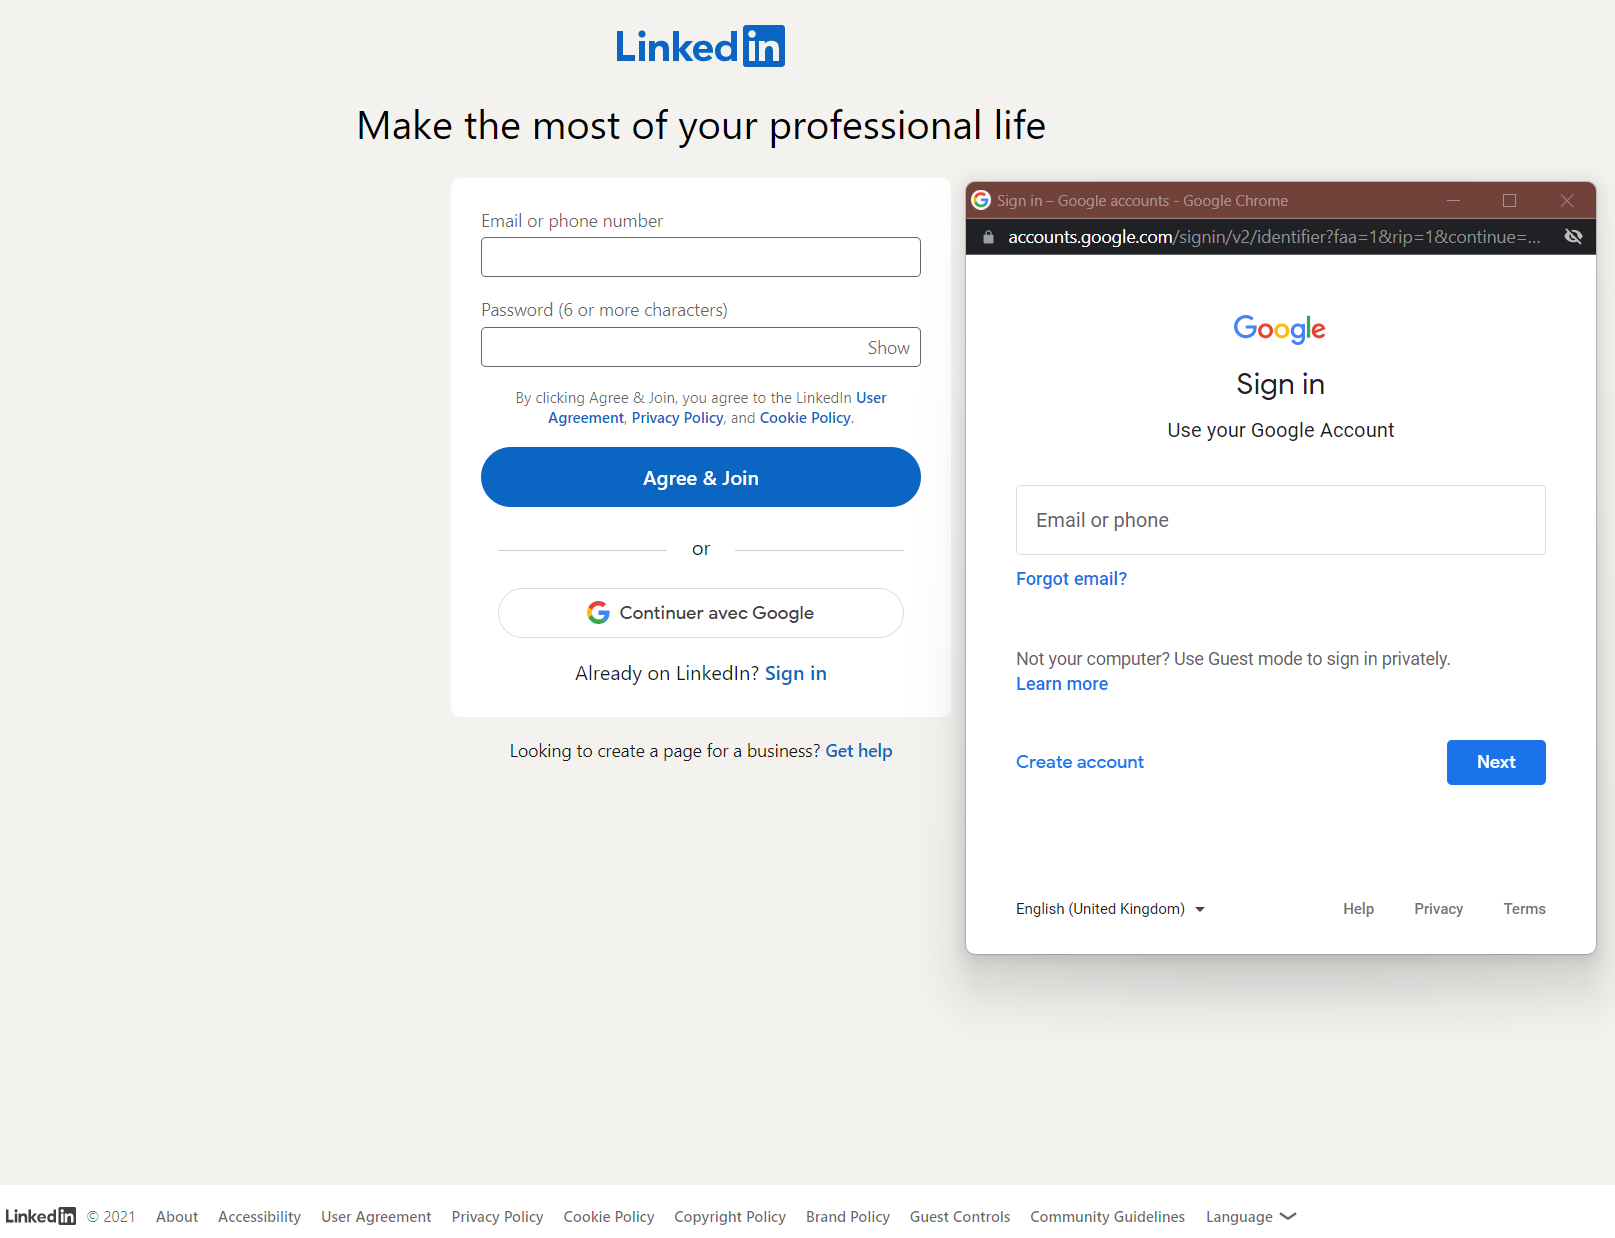 Linked in
Make the most of your professional life
Email or phone number
Password (6 or more characters)
Show
By clicking Agree & Join, you agree to the LinkedIn User
Agreement, Privacy Policy, and Cookie Policy.
Agree & Join
or
Continuer avec Google
Already on LinkedIn? Sign in
Looking to create a page for a business? Get help
Sign in – Google accounts - Google Chrome
accounts.google.com/signin/v2/identifier?faa=1&rip=1&continue=...
Google
Sign in
Use your Google Account
Email or phone
Forgot email?
Not your computer? Use Guest mode to sign in privately.
Learn more
Create account
Next
English (United Kingdom)
Help
Privacy
Terms
Linked in © 2021 About Accessibility User Agreement Privacy Policy Cookie Policy Copyright Policy Brand Policy Guest Controls Community Guidelines Language